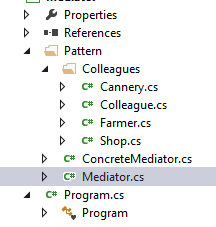 Properties
References
Pattern
Colleagues
C# Cannery.cs
C# Colleague.cs
C# Farmer.cs
C# Shop.cs
C# ConcreteMediator.cs
C# Mediator.cs
C# Program.cs
Program